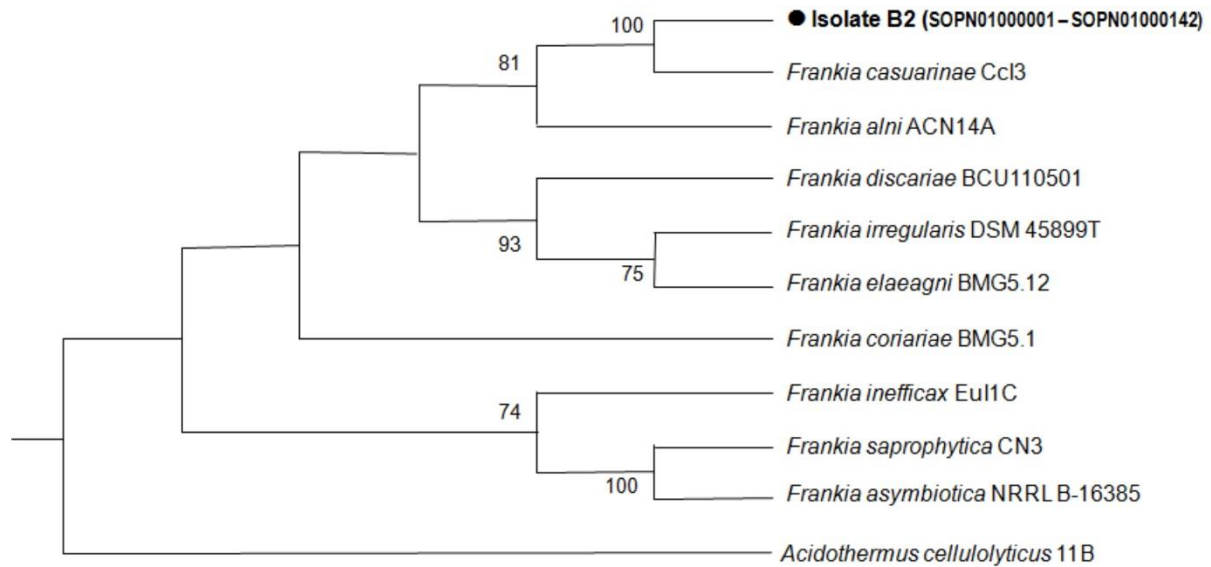 100
● Isolate B2 (SOPN01000001 – SOPN01000142)
Frankia casuarinae CcI3
81
Frankia alni ACN14A
Frankia discariae BCU110501
93
Frankia irregularis DSM 45899T
75
Frankia elaeagni BMG5.12
Frankia coriariae BMG5.1
Frankia inefficax EuI1C
74
Frankia saprophytica CN3
100
Frankia asymbiotica NRRL B-16385
Acidothermus cellulolyticus 11B